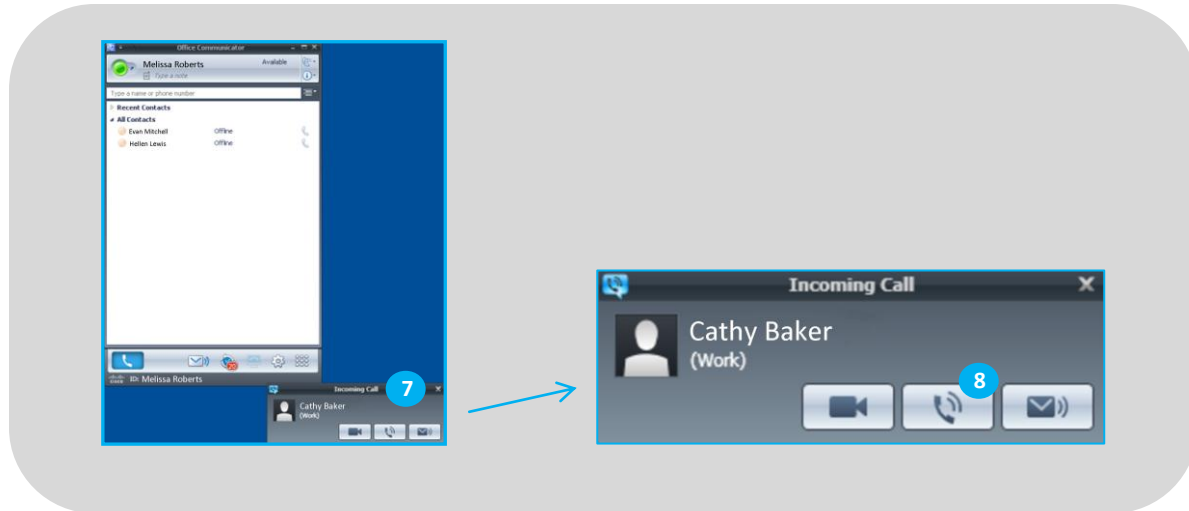 Office Communicator
Melissa Roberts
Available
Type a note
Type a name or phone number
Recent Contacts
All Contacts
Evan Mitchell Offline
Hellen Lewis Offline
ID: Melissa Roberts
Incoming Call
7
Cathy Baker
(Work)
Incoming Call
Cathy Baker
(Work)
8